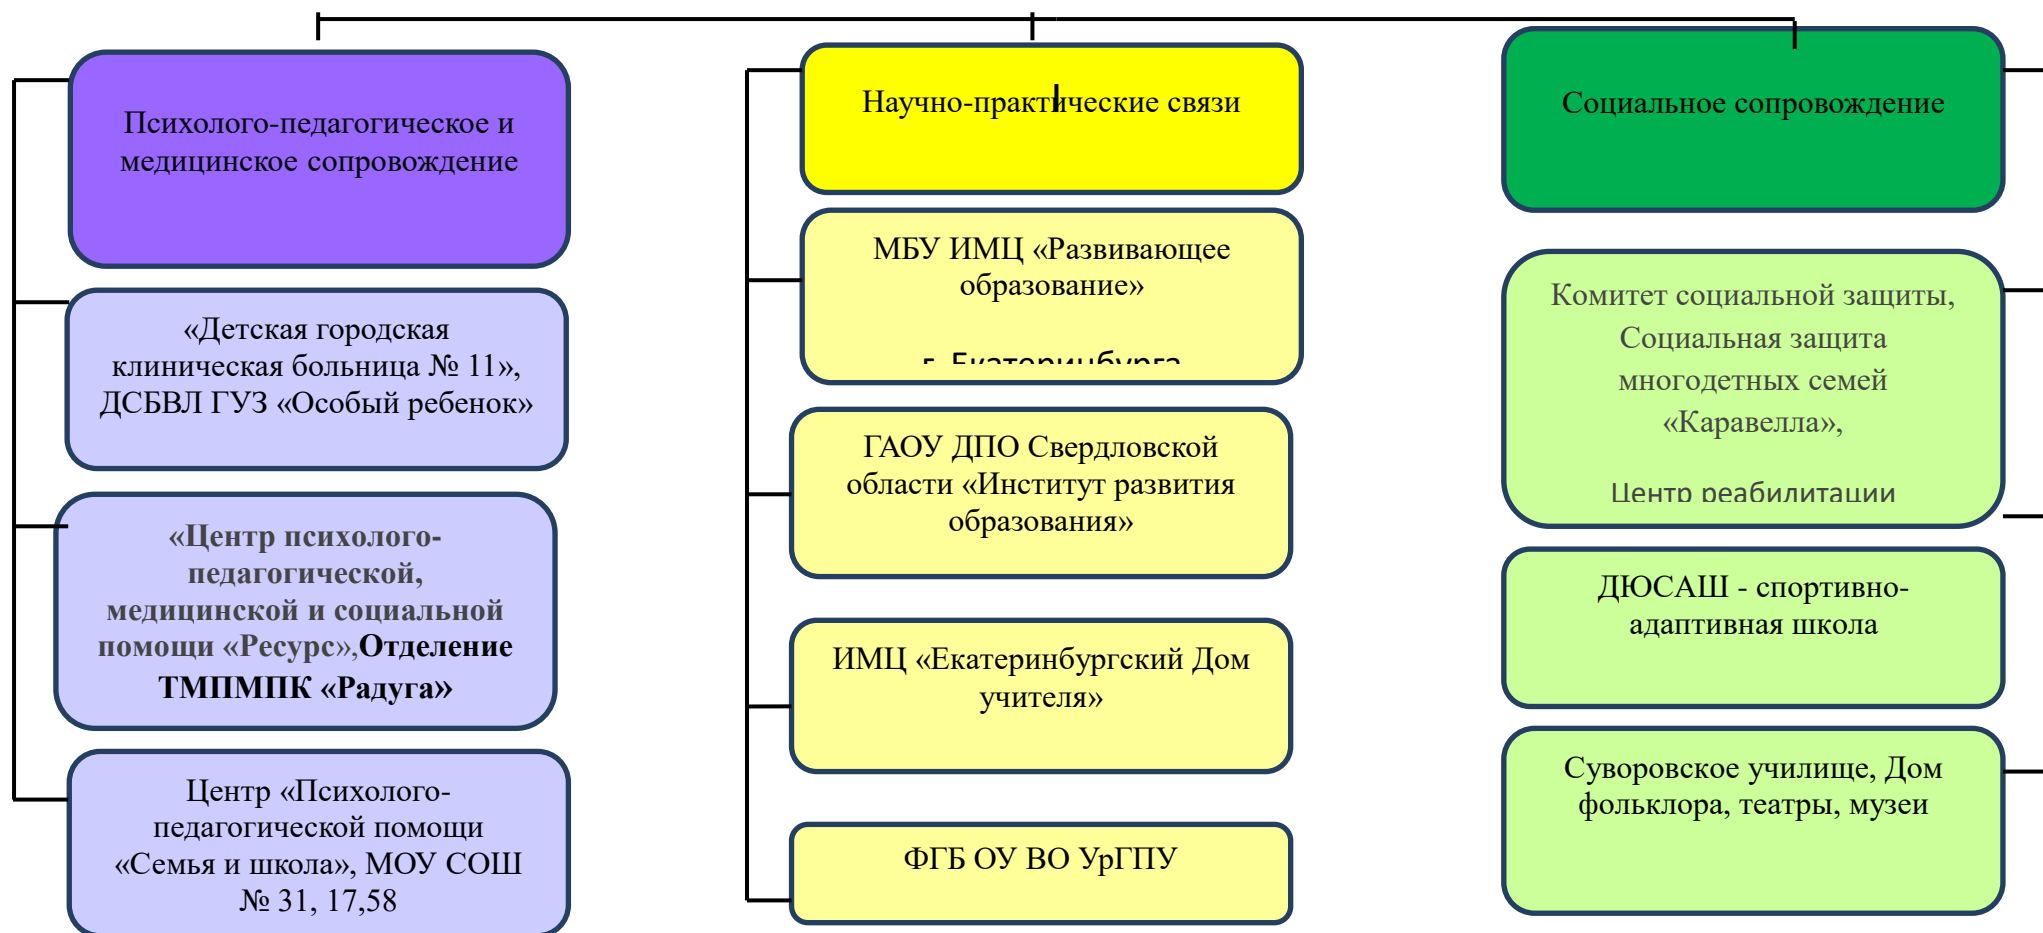 Психолого-педагогическое и
медицинское сопровождение
«Детская городская
клиническая больница № 11»,
ДСБВЛ ГУЗ «Особый ребенок»
«Центр психолого-
педагогической,
медицинской и социальной
помощи «Ресурс»,Отделение
ТМПМПК «Радуга»
Центр «Психолого-
педагогической помощи
«Семья и школа», МОУ СОШ
№ 31, 17,58
Научно-практические связи
МБУ ИМЦ «Развивающее
образование»
г. Екатеринбурга
ГАОУ ДПО Свердловской
области «Институт развития
образования»
ИМЦ «Екатеринбургский Дом
учителя»
ФГБ ОУ ВО УрГПУ
Социальное сопровождение
Комитет социальной защиты,
Социальная защита
многодетных семей
«Каравелла»,
Центр реабилитации
ДЮСАШ - спортивно-
адаптивная школа
Суворовское училище, Дом
фольклора, театры, музеи